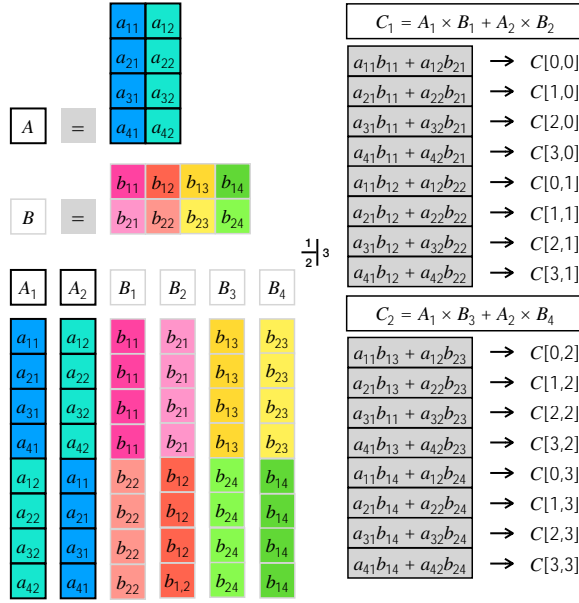 a11 a12
a21 a22
a31 a32
A = a41 a42
b11 b12 b13 b14
B = b21 b22 b23 b24
1/2|3
A1 A2 B1 B2 B3 B4
a11 a12 b11 b21 b13 b23
a21 a22 b11 b21 b13 b23
a31 a32 b11 b21 b13 b23
a41 a42 b11 b21 b13 b23
a12 a11 b22 b12 b24 b14
a22 a21 b22 b12 b24 b14
a32 a31 b22 b12 b24 b14
a42 a41 b22 b1,2 b24 b14
C1 = A1 × B1 + A2 × B2
a11b11 + a12b21 → C[0,0]
a21b11 + a22b21 → C[1,0]
a31b11 + a32b21 → C[2,0]
a41b11 + a42b21 → C[3,0]
a11b12 + a12b22 → C[0,1]
a21b12 + a22b22 → C[1,1]
a31b12 + a32b22 → C[2,1]
a41b12 + a42b22 → C[3,1]
C2 = A1 × B3 + A2 × B4
a11b13 + a12b23 → C[0,2]
a21b13 + a22b23 → C[1,2]
a31b11 + a32b23 → C[2,2]
a41b13 + a42b23 → C[3,2]
a11b14 + a12b24 → C[0,3]
a21b14 + a22b24 → C[1,3]
a31b14 + a32b24 → C[2,3]
a41b14 + a42b24 → C[3,3]